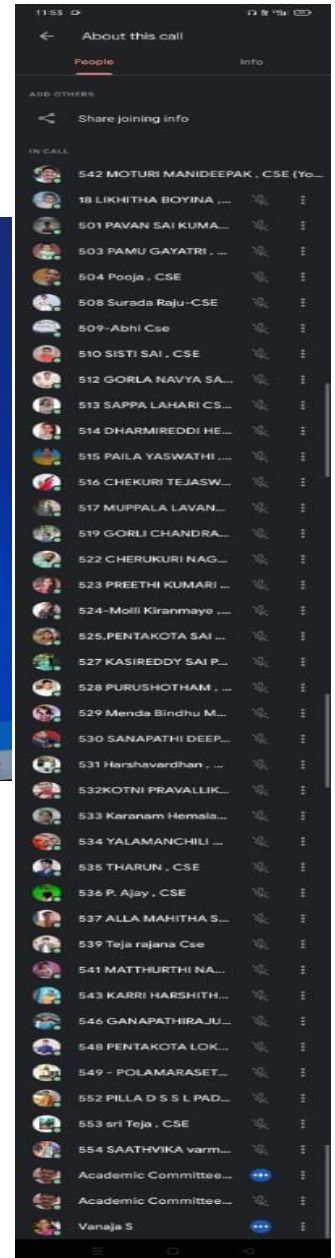 11:53
About this call
People Info
ADD OTHERS
Share joining info
IN CALL
542 MOTURI MANIDEEPAK , CSE (Yo...
18 LIKHITHA BOYINA ,...
501 PAVAN SAI KUMA...
503 PAMU GAYATRI , ...
504 Pooja , CSE
508 Surada Raju-CSE
509-Abhi Cse
510 SISTI SAI , CSE
512 GORLA NAVYA SA...
513 SAPPA LAHARI CS...
514 DHARMIREDDI HE...
515 PAILA YASWATHI ,...
516 CHEKURI TEJASW...
517 MUPPALA LAVAN...
519 GORLI CHANDRA...
522 CHERUKURI NAG...
523 PREETHI KUMARI ...
524-Molli Kiranmaye ,...
525,PENTAKOTA SAI ...
527 KASIREDDY SAI P...
528 PURUSHOTHAM , ...
529 Menda Bindhu M...
530 SANAPATHI DEEP...
531 Harshavardhan , ...
532KOTNI PRAVALLIK...
533 Karanam Hemala...
534 YALAMANCHILI ...
535 THARUN , CSE
536 P. Ajay , CSE
537 ALLA MAHITHA S...
539 Teja rajana Cse
541 MATTHURTHI NA...
543 KARRI HARSHITH...
546 GANAPATHIRAJU...
548 PENTAKOTA LOK...
549 - POLAMARASET...
552 PILLA D S S L PAD...
553 sri Teja , CSE
554 SAATHVIKA varm...
Academic Committee...
Academic Committee...
Vanaja S